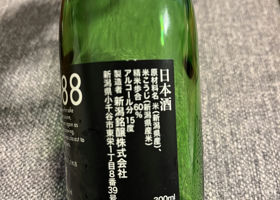 日本酒
原材料名 米(新潟県産)、
米こうじ(新潟県産米)
精米歩合 60%
アルコール分 15度
製造者 新潟銘醸株式会社
新潟県小千谷市東栄1丁目8番39号
88
300ml